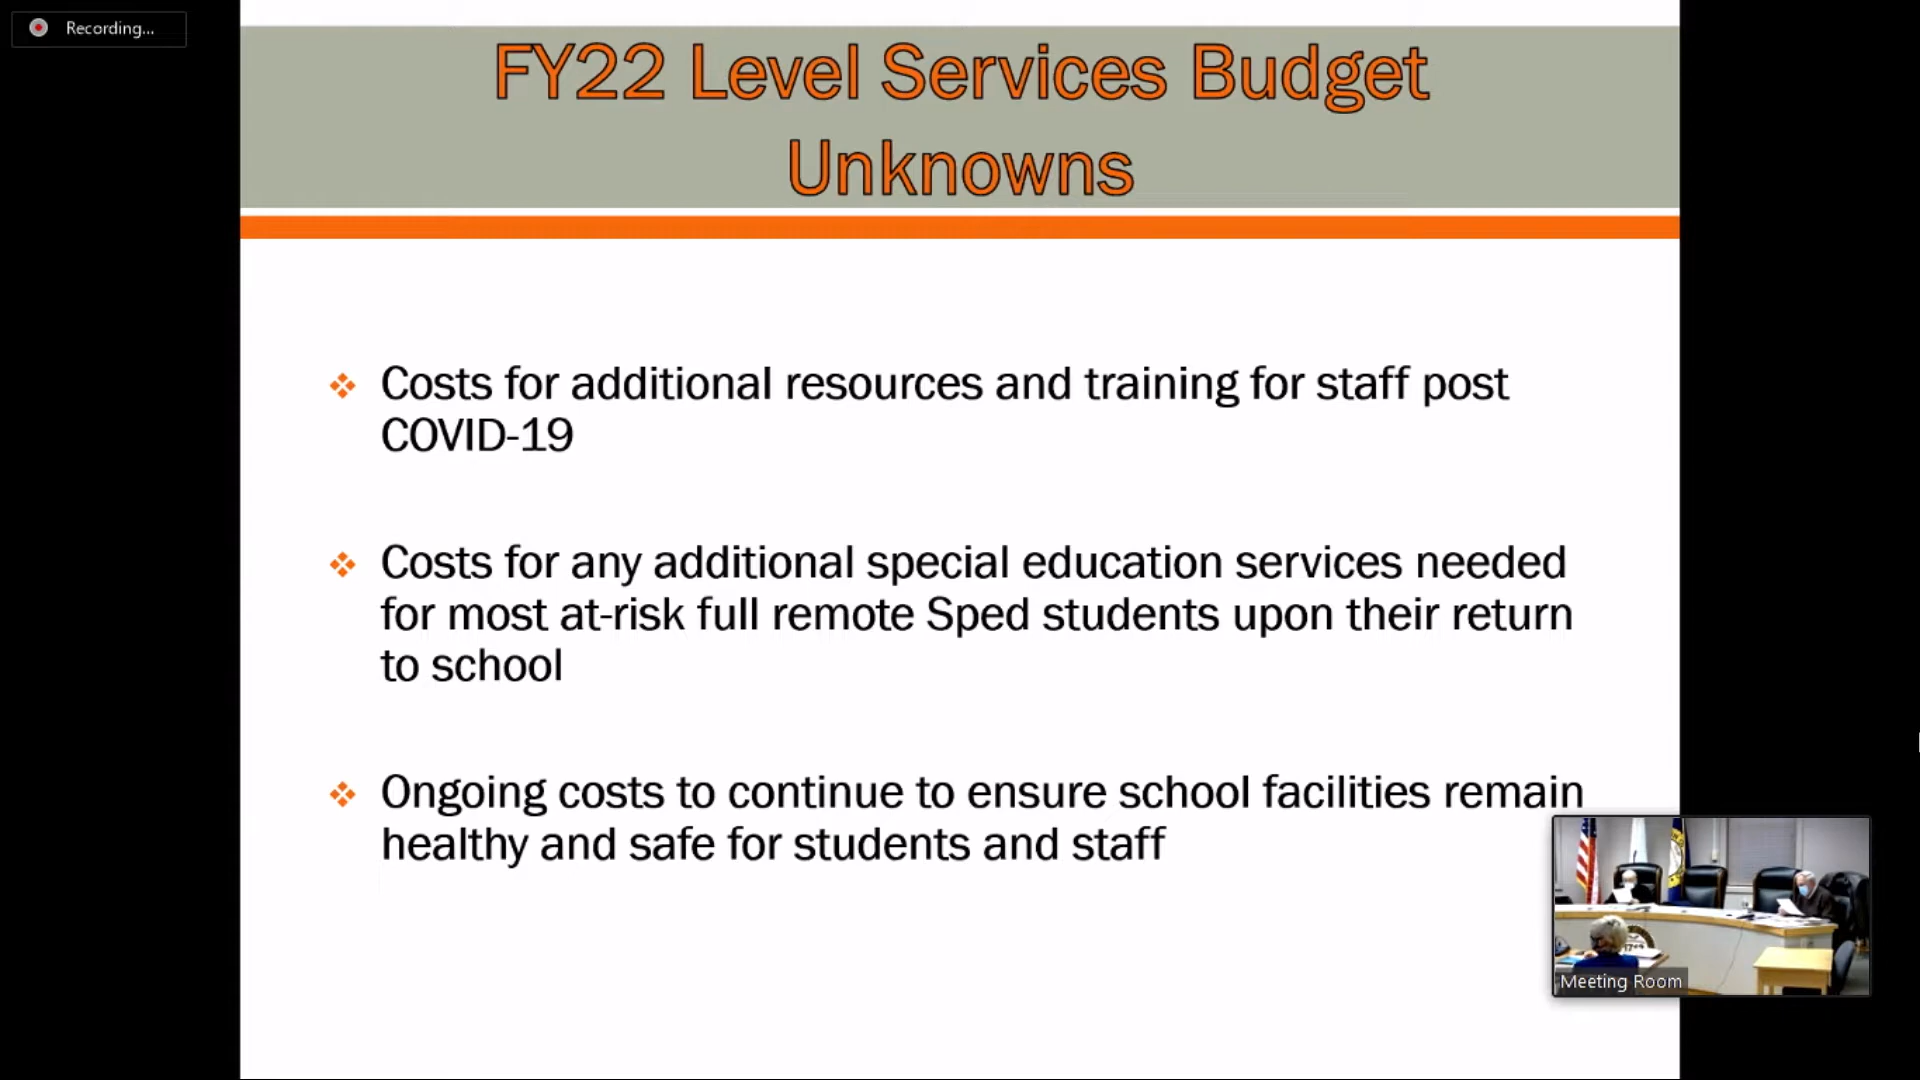 Recording...
FY22 Level Services Budget
Unknowns
Costs for additional resources and training for staff post
COVID-19
Costs for any additional special education services needed
for most at-risk full remote Sped students upon their return
to school
Ongoing costs to continue to ensure school facilities remain
healthy and safe for students and staff
Meeting Room